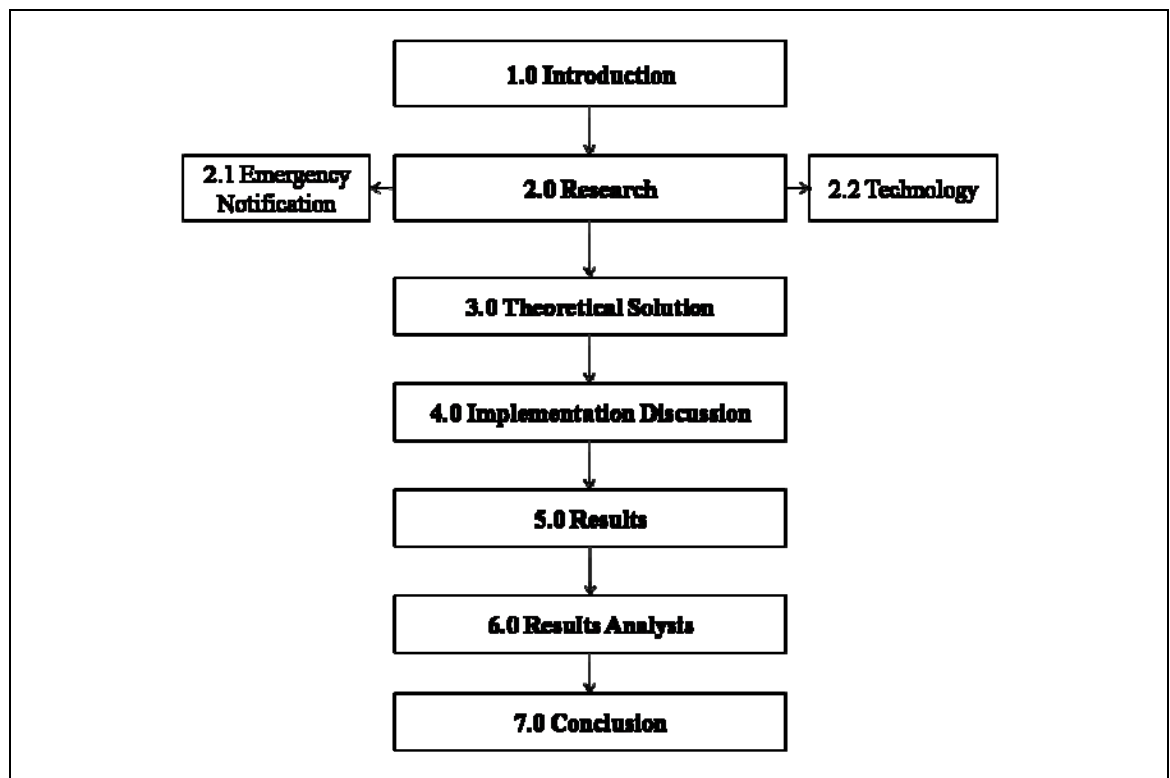 1.0 Introduction
2.1 Emergency
Notification
2.0 Research
2.2 Technology
3.0 Theoretical Solution
4.0 Implementation Discussion
5.0 Results
6.0 Results Analysis
7.0 Conclusion